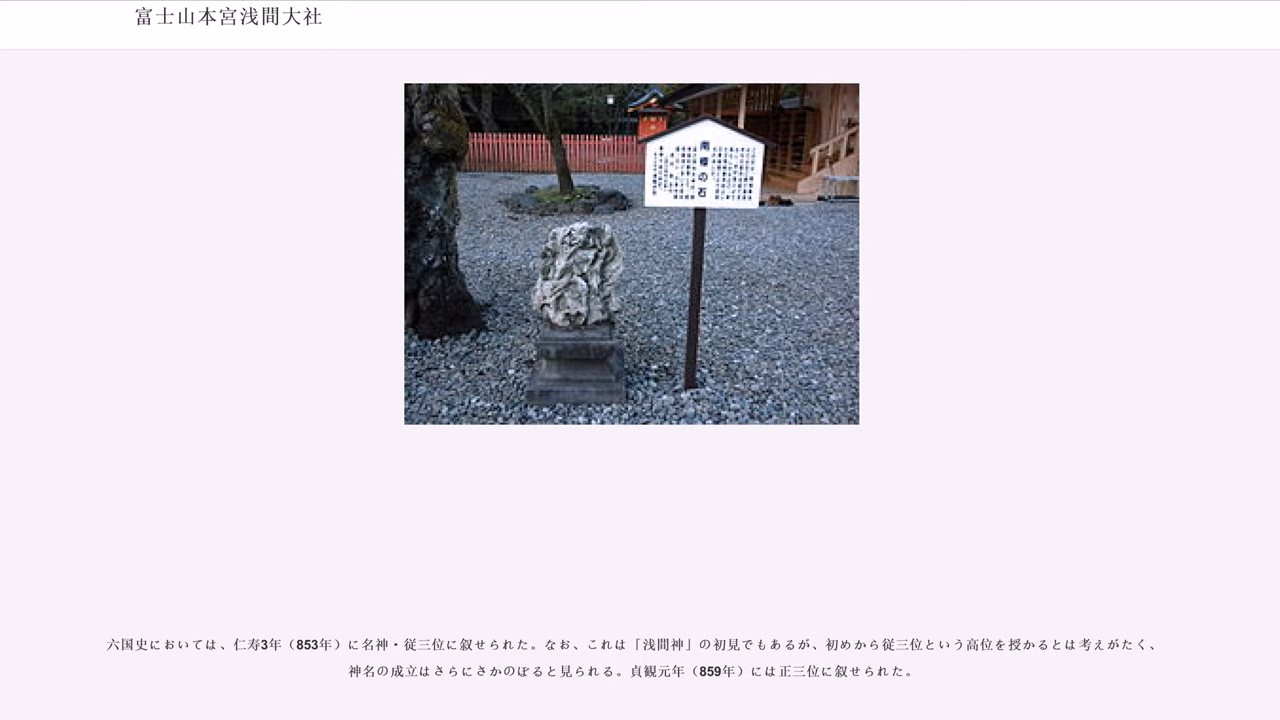 富士山本宮浅間大社
六国史においては、仁寿3年（853年）に名神・従三位に叙せられた。なお、これは「浅間神」の初見でもあるが、初めから従三位という高位を授かるとは考えがたく、
神名の成立はさらにさかのぼると見られる。貞観元年（859年）には正三位に叙せられた。